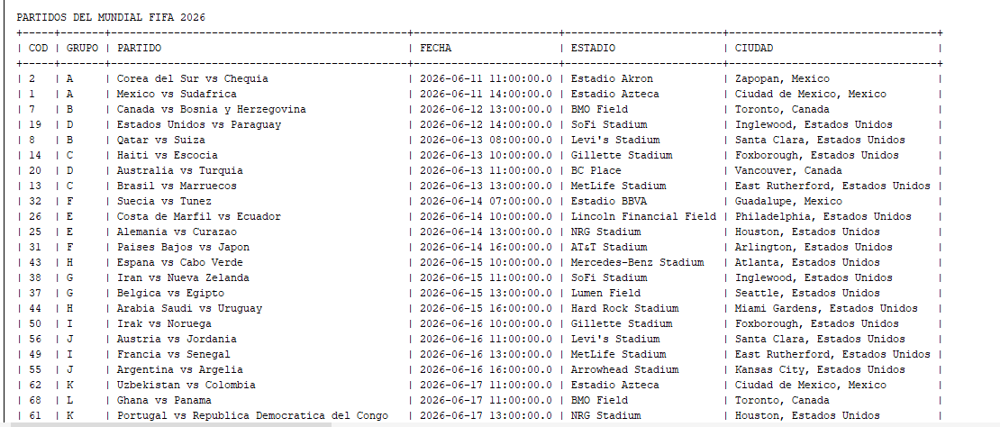 PARTIDOS DEL MUNDIAL FIFA 2026
+-----+-------+------------------------------------------------+-----------------------+-------------------------+----------------------------------+
| COD | GRUPO | PARTIDO | FECHA | ESTADIO | CIUDAD |
+-----+-------+------------------------------------------------+-----------------------+-------------------------+----------------------------------+
| 2 | A | Corea del Sur vs Chequia | 2026-06-11 11:00:00.0 | Estadio Akron | Zapopan, Mexico |
| 1 | A | Mexico vs Sudafrica | 2026-06-11 14:00:00.0 | Estadio Azteca | Ciudad de Mexico, Mexico |
| 7 | B | Canada vs Bosnia y Herzegovina | 2026-06-12 13:00:00.0 | BMO Field | Toronto, Canada |
| 19 | D | Estados Unidos vs Paraguay | 2026-06-12 14:00:00.0 | SoFi Stadium | Inglewood, Estados Unidos |
| 8 | B | Qatar vs Suiza | 2026-06-13 08:00:00.0 | Levi's Stadium | Santa Clara, Estados Unidos |
| 14 | C | Haiti vs Escocia | 2026-06-13 10:00:00.0 | Gillette Stadium | Foxborough, Estados Unidos |
| 20 | D | Australia vs Turquia | 2026-06-13 11:00:00.0 | BC Place | Vancouver, Canada |
| 13 | C | Brasil vs Marruecos | 2026-06-13 13:00:00.0 | MetLife Stadium | East Rutherford, Estados Unidos |
| 32 | F | Suecia vs Tunez | 2026-06-14 07:00:00.0 | Estadio BBVA | Guadalupe, Mexico |
| 26 | E | Costa de Marfil vs Ecuador | 2026-06-14 10:00:00.0 | Lincoln Financial Field | Philadelphia, Estados Unidos |
| 25 | E | Alemania vs Curazao | 2026-06-14 13:00:00.0 | NRG Stadium | Houston, Estados Unidos |
| 31 | F | Paises Bajos vs Japon | 2026-06-14 16:00:00.0 | AT&T Stadium | Arlington, Estados Unidos |
| 43 | H | Espana vs Cabo Verde | 2026-06-15 10:00:00.0 | Mercedes-Benz Stadium | Atlanta, Estados Unidos |
| 38 | G | Iran vs Nueva Zelanda | 2026-06-15 11:00:00.0 | SoFi Stadium | Inglewood, Estados Unidos |
| 37 | G | Belgica vs Egipto | 2026-06-15 13:00:00.0 | Lumen Field | Seattle, Estados Unidos |
| 44 | H | Arabia Saudi vs Uruguay | 2026-06-15 16:00:00.0 | Hard Rock Stadium | Miami Gardens, Estados Unidos |
| 50 | I | Irak vs Noruega | 2026-06-16 10:00:00.0 | Gillette Stadium | Foxborough, Estados Unidos |
| 56 | J | Austria vs Jordania | 2026-06-16 11:00:00.0 | Levi's Stadium | Santa Clara, Estados Unidos |
| 49 | I | Francia vs Senegal | 2026-06-16 13:00:00.0 | MetLife Stadium | East Rutherford, Estados Unidos |
| 55 | J | Argentina vs Argelia | 2026-06-16 16:00:00.0 | Arrowhead Stadium | Kansas City, Estados Unidos |
| 62 | K | Uzbekistan vs Colombia | 2026-06-17 11:00:00.0 | Estadio Azteca | Ciudad de Mexico, Mexico |
| 68 | L | Ghana vs Panama | 2026-06-17 11:00:00.0 | BMO Field | Toronto, Canada |
| 61 | K | Portugal vs Republica Democratica del Congo | 2026-06-17 13:00:00.0 | NRG Stadium | Houston, Estados Unidos |